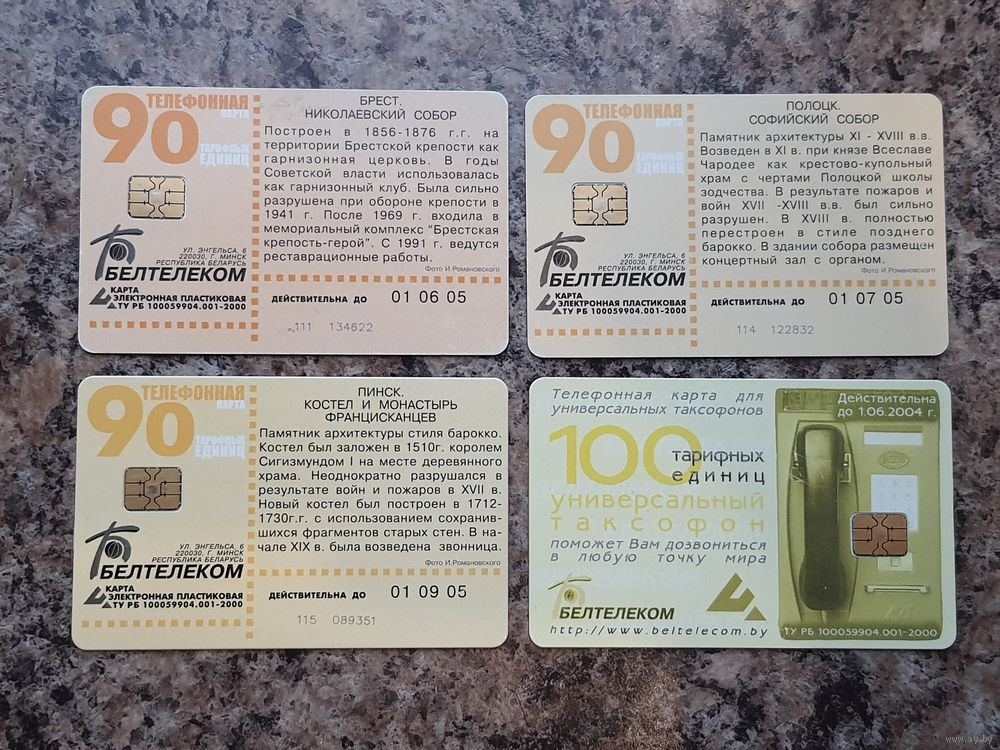 90 ТЕЛЕФОННАЯ
КАРТА
ТАРИФНЫХ
ЕДИНИЦ
БРЕСТ.
НИКОЛАЕВСКИЙ СОБОР
Построен в 1856-1876 г.г. на
территории Брестской крепости как
гарнизонная церковь. В годы
Советской власти использовалась
как гарнизонный клуб. Была сильно
разрушена при обороне крепости в
1941 г. После 1969 г. входила в
мемориальный комплекс "Брестская
крепость-герой". С 1991 г. ведутся
реставрационные работы.
Фото И.Романовского
УЛ. ЭНГЕЛЬСА, 6
220030, Г. МИНСК
РЕСПУБЛИКА БЕЛАРУСЬ
БЕЛТЕЛЕКОМ
КАРТА
ЭЛЕКТРОННАЯ ПЛАСТИКОВАЯ
ТУ РБ 100059904.001-2000
ДЕЙСТВИТЕЛЬНА ДО 01 06 05
111 134622
90 ТЕЛЕФОННАЯ
КАРТА
ТАРИФНЫХ
ЕДИНИЦ
ПОЛОЦК.
СОФИЙСКИЙ СОБОР
Памятник архитектуры XI - XVIII в.в.
Возведен в XI в. при князе Всеславе
Чародее как крестово-купольный
храм с чертами Полоцкой школы
зодчества. В результате пожаров и
войн XVII -XVIII в.в. был сильно
разрушен. В XVIII в. полностью
перестроен в стиле позднего
барокко. В здании собора размещен
концертный зал с органом.
Фото И.Романовского
УЛ. ЭНГЕЛЬСА, 6
220030, Г. МИНСК
РЕСПУБЛИКА БЕЛАРУСЬ
БЕЛТЕЛЕКОМ
КАРТА
ЭЛЕКТРОННАЯ ПЛАСТИКОВАЯ
ТУ РБ 100059904.001-2000
ДЕЙСТВИТЕЛЬНА ДО 01 07 05
114 122832
90 ТЕЛЕФОННАЯ
КАРТА
ТАРИФНЫХ
ЕДИНИЦ
ПИНСК.
КОСТЕЛ И МОНАСТЫРЬ
ФРАНЦИСКАНЦЕВ
Памятник архитектуры стиля барокко.
Костел был заложен в 1510г. королем
Сигизмундом I на месте деревянного
храма. Неоднократно разрушался в
результате войн и пожаров в XVII в.
Новый костел был построен в 1712-
1730г.г. с использованием сохранив-
шихся фрагментов старых стен. В на-
чале XIX в. была возведена звонница.
Фото И.Романовского
УЛ. ЭНГЕЛЬСА, 6
220030, Г. МИНСК
РЕСПУБЛИКА БЕЛАРУСЬ
БЕЛТЕЛЕКОМ
КАРТА
ЭЛЕКТРОННАЯ ПЛАСТИКОВАЯ
ТУ РБ 100059904.001-2000
ДЕЙСТВИТЕЛЬНА ДО 01 09 05
115 089351
Телефонная карта для
универсальных таксофонов
Действительна
до 1.06.2004 г.
100 тарифных
единиц
универсальный
таксофон
поможет Вам дозвониться
в любую точку мира
БЕЛТЕЛЕКОМ
http://www.beltelecom.by
ТУ РБ 100059904.001-2000
www.ay.by